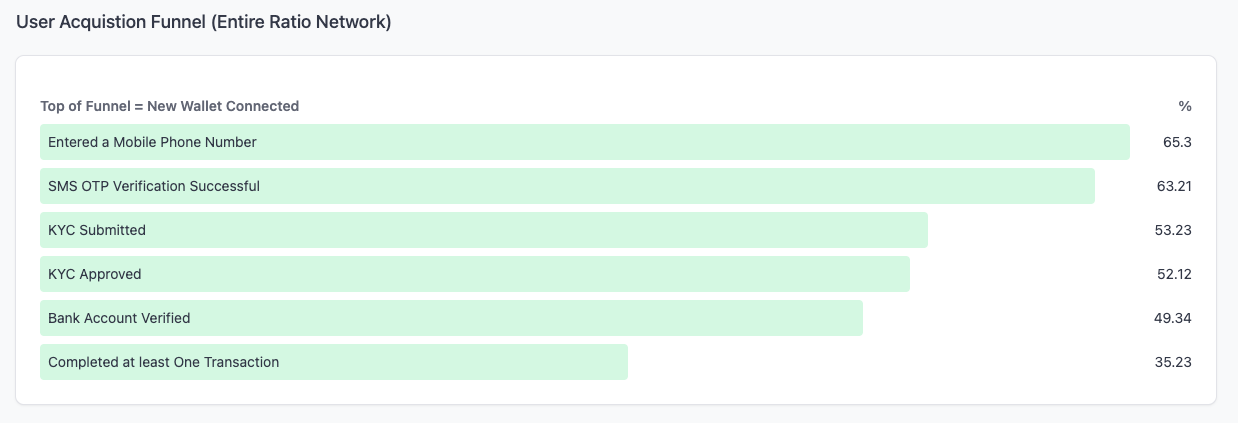 User Acquistion Funnel (Entire Ratio Network)
Top of Funnel = New Wallet Connected %
Entered a Mobile Phone Number 65.3
SMS OTP Verification Successful 63.21
KYC Submitted 53.23
KYC Approved 52.12
Bank Account Verified 49.34
Completed at least One Transaction 35.23